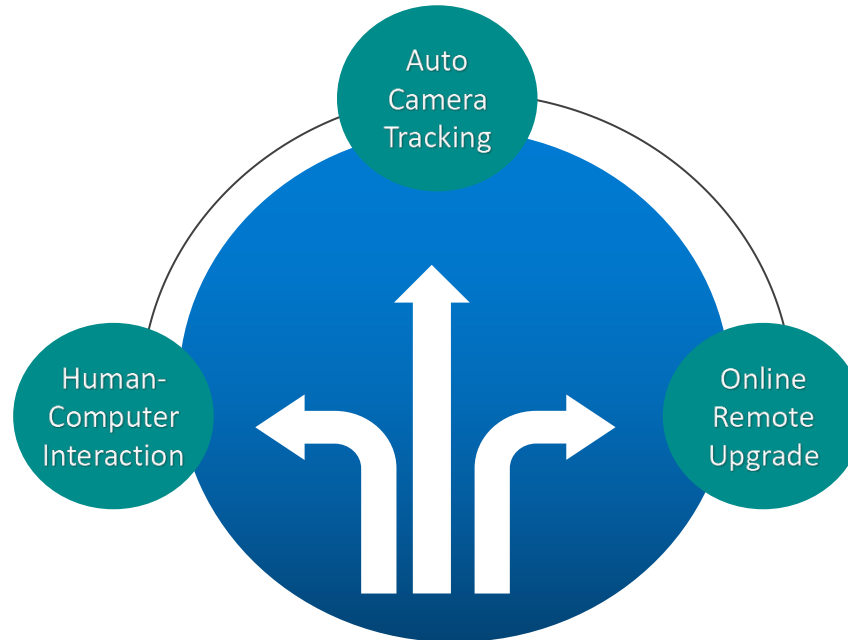 Auto
Camera
Tracking
Human-
Computer
Interaction
Online
Remote
Upgrade